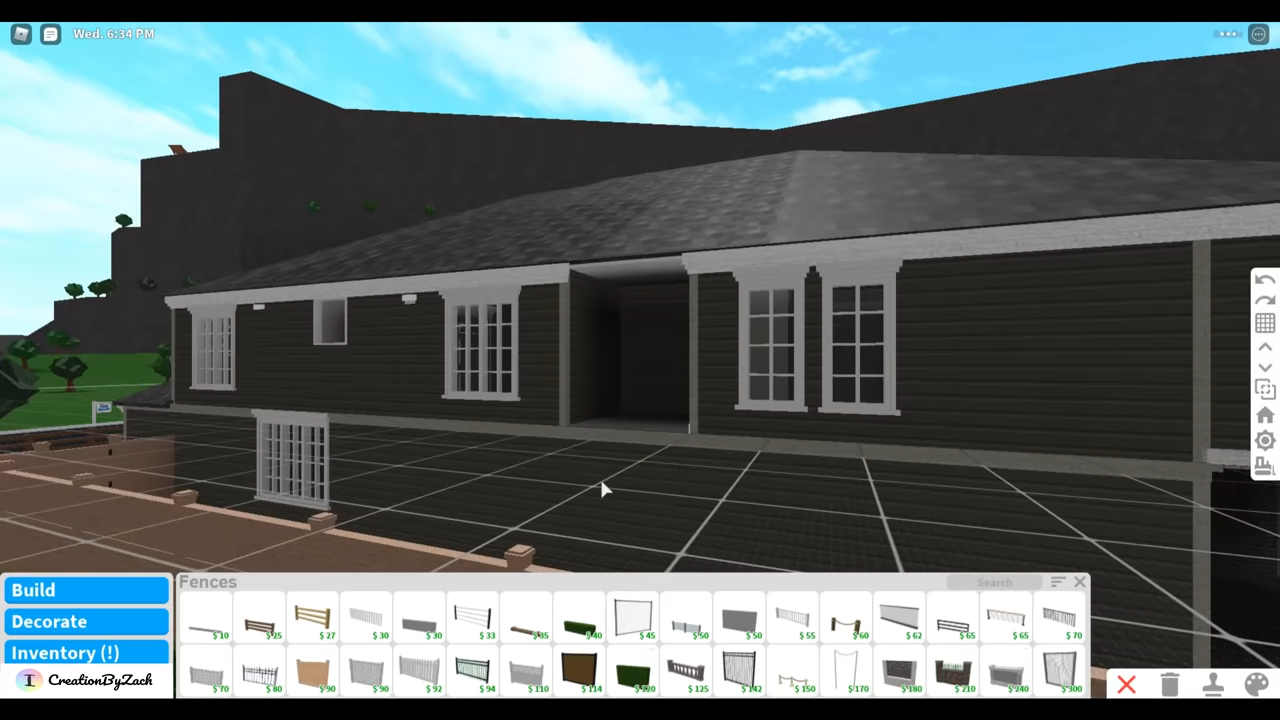 Wed. 6:34 PM
Build
Decorate
Inventory (!)
I CreationByZach
Fences
Search
$10 $25 $27 $30 $30 $33 $35 $40 $45 $50 $50 $55 $60 $62 $65 $65 $70
$70 $80 $90 $90 $92 $94 $110 $114 $120 $125 $142 $150 $170 $180 $210 $240 $300